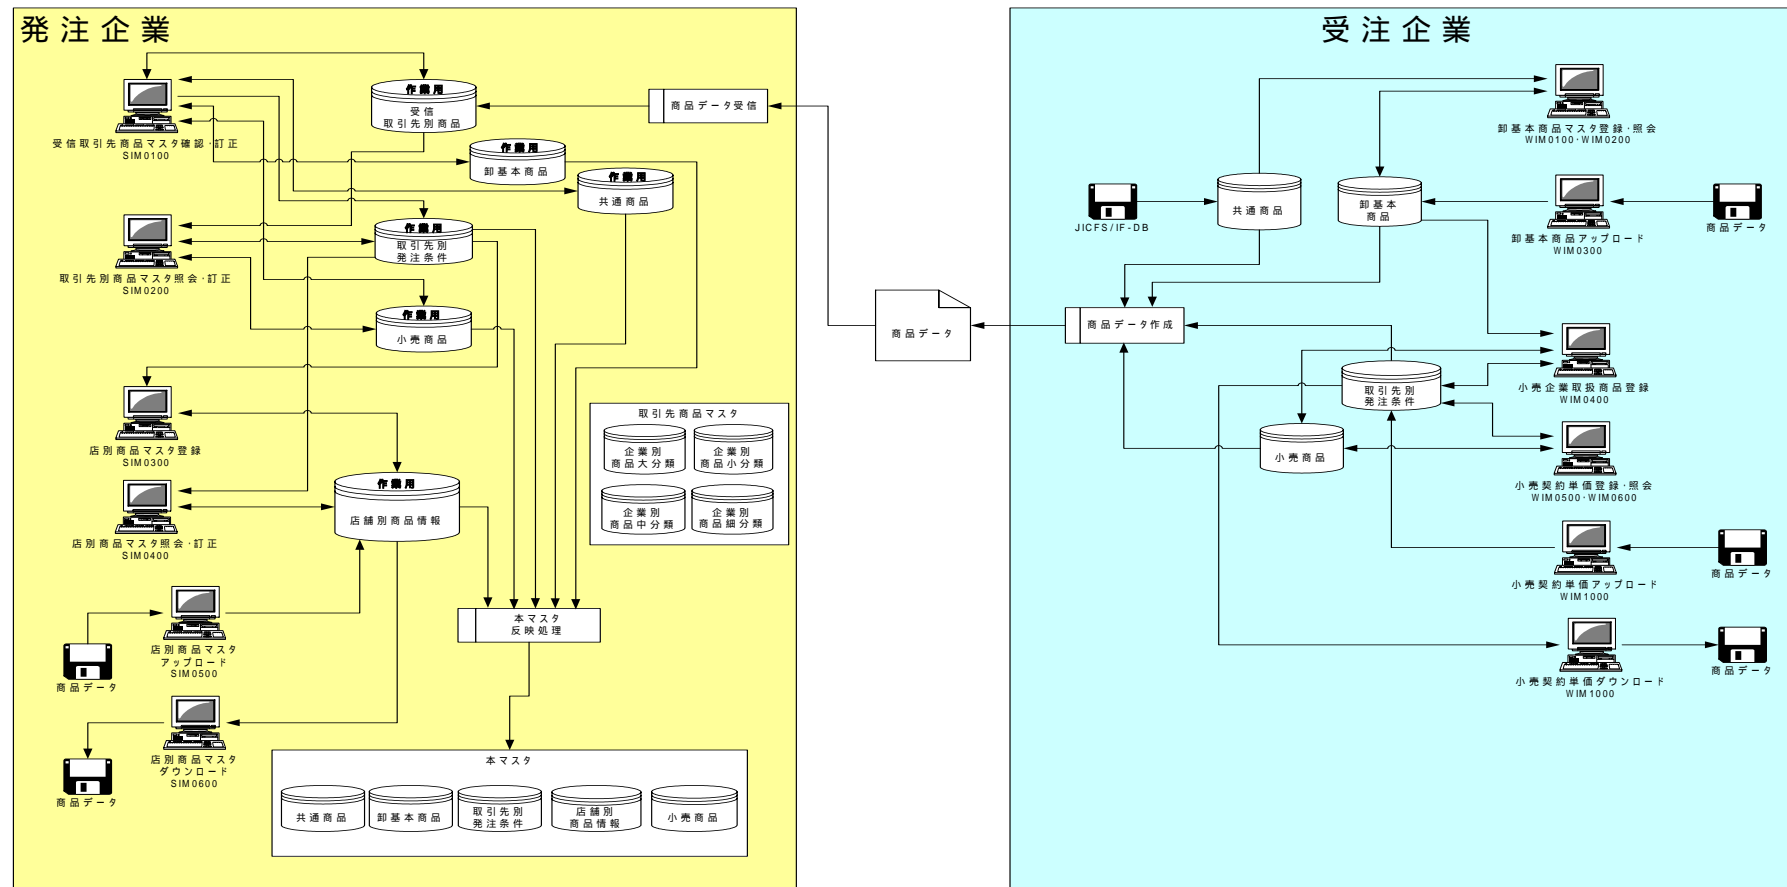 発注企業
受信取引先商品マスタ確認・訂正
SIM0100
作業用
受信
取引先別商品
商品データ受信
作業用
卸基本商品
作業用
共通商品
取引先別商品マスタ照会・訂正
SIM0200
作業用
取引先別
発注条件
作業用
小売商品
店別商品マスタ登録
SIM0300
作業用
店舗別商品情報
店別商品マスタ照会・訂正
SIM0400
取引先商品マスタ
企業別
商品大分類
企業別
商品小分類
企業別
商品中分類
企業別
商品細分類
店別商品マスタ
アップロード
SIM0500
商品データ
本マスタ
反映処理
店別商品マスタ
ダウンロード
SIM0600
商品データ
本マスタ
共通商品
卸基本商品
取引先別
発注条件
店舗別
商品情報
小売商品
商品データ
受注企業
卸基本商品マスタ登録・照会
WIM0100・WIM0200
JICFS/IF-DB
共通商品
卸基本
商品
卸基本商品アップロード
WIM0300
商品データ
商品データ作成
取引先別
発注条件
小売企業取扱商品登録
WIM0400
小売商品
小売契約単価登録・照会
WIM0500・WIM0600
小売契約単価アップロード
WIM1000
商品データ
小売契約単価ダウンロード
WIM1000
商品データ